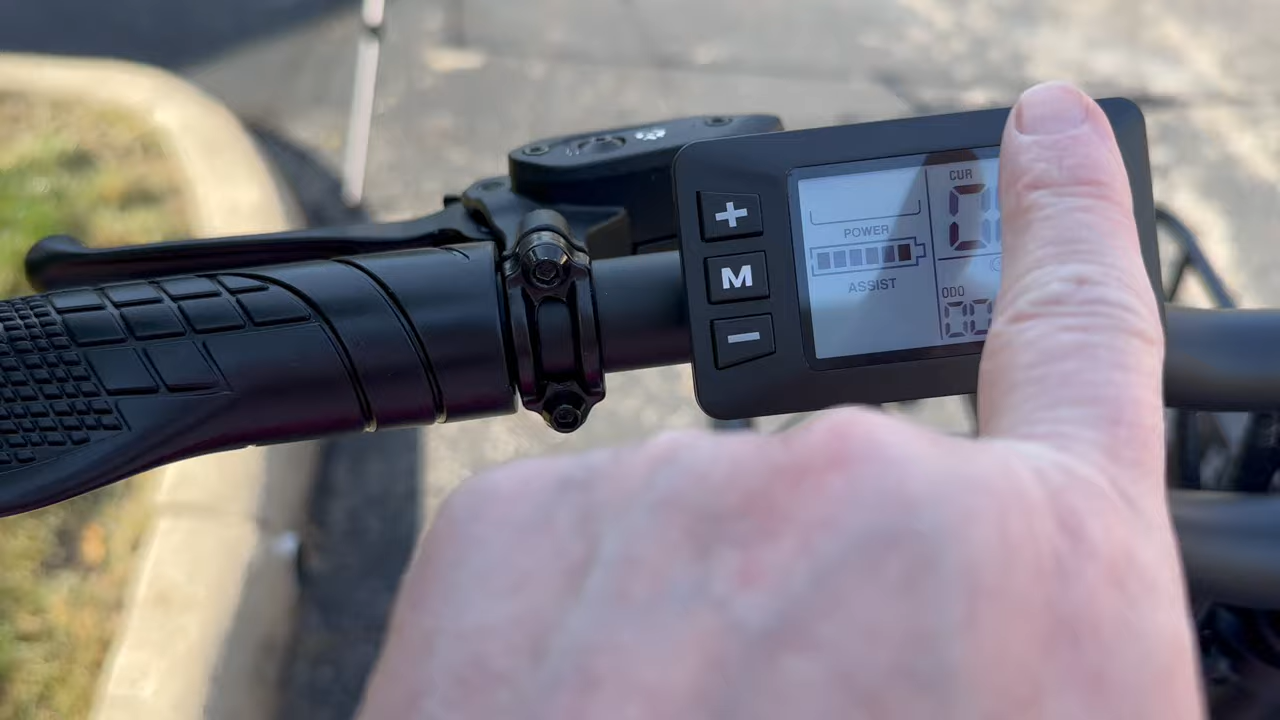 +
M
−
POWER
ASSIST
CUR
ODO